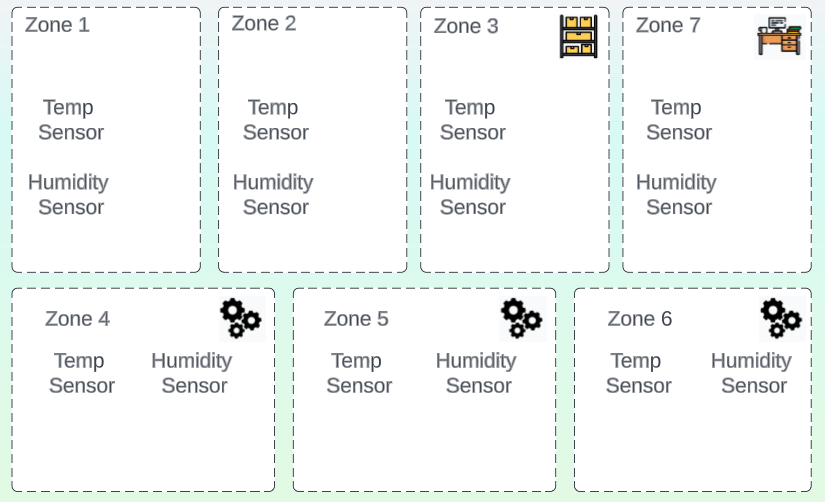 Zone 1
Temp
Sensor
Humidity
Sensor
Zone 2
Temp
Sensor
Humidity
Sensor
Zone 3
Temp
Sensor
Humidity
Sensor
Zone 7
Temp
Sensor
Humidity
Sensor
Zone 4
Temp
Sensor
Humidity
Sensor
Zone 5
Temp
Sensor
Humidity
Sensor
Zone 6
Temp
Sensor
Humidity
Sensor